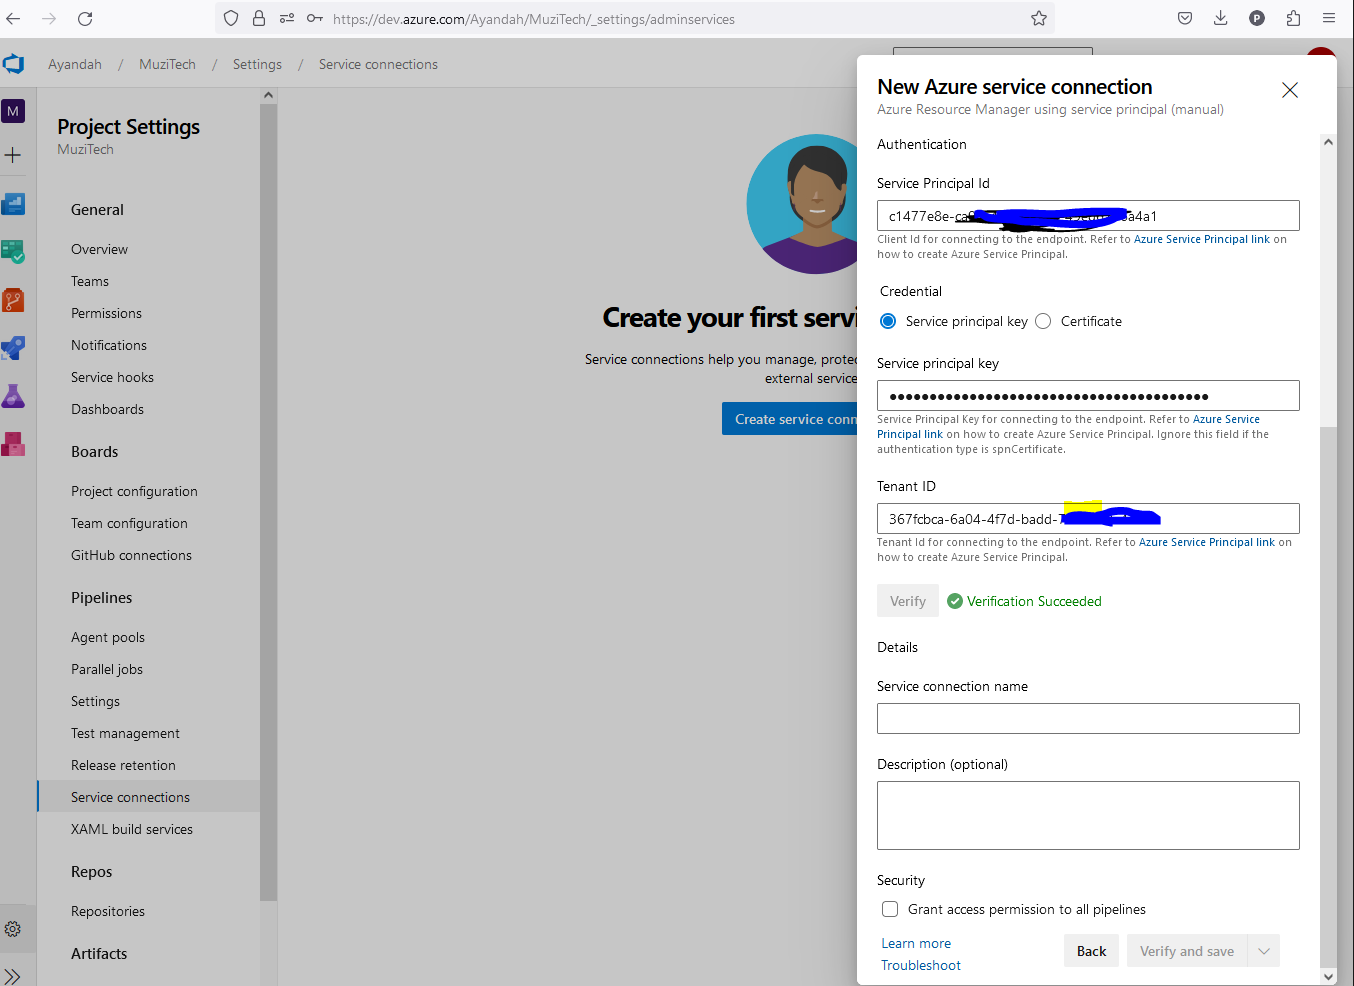 https://dev.azure.com/Ayandah/MuziTech/_settings/adminservices
P
Ayandah / MuziTech / Settings / Service connections
M
Project Settings
MuziTech
General
Overview
Teams
Permissions
Notifications
Service hooks
Dashboards
Boards
Project configuration
Team configuration
GitHub connections
Pipelines
Agent pools
Parallel jobs
Settings
Test management
Release retention
Service connections
XAML build services
Repos
Repositories
Artifacts
Create your first servi
Service connections help you manage, protec
external service
Create service conn
New Azure service connection
Azure Resource Manager using service principal (manual)
Authentication
Service Principal Id
c1477e8e-
Client Id for connecting to the endpoint. Refer to Azure Service Principal link on
how to create Azure Service Principal.
Credential
Service principal key
Certificate
Service principal key
Service Principal Key for connecting to the endpoint. Refer to Azure Service
Principal link on how to create Azure Service Principal. Ignore this field if the
authentication type is spnCertificate.
Tenant ID
367fcbca-6a04-4f7d-badd-
Tenant Id for connecting to the endpoint. Refer to Azure Service Principal link on
how to create Azure Service Principal.
Verify
Verification Succeeded
Details
Service connection name
Description (optional)
Security
Grant access permission to all pipelines
Learn more
Troubleshoot
Back
Verify and save